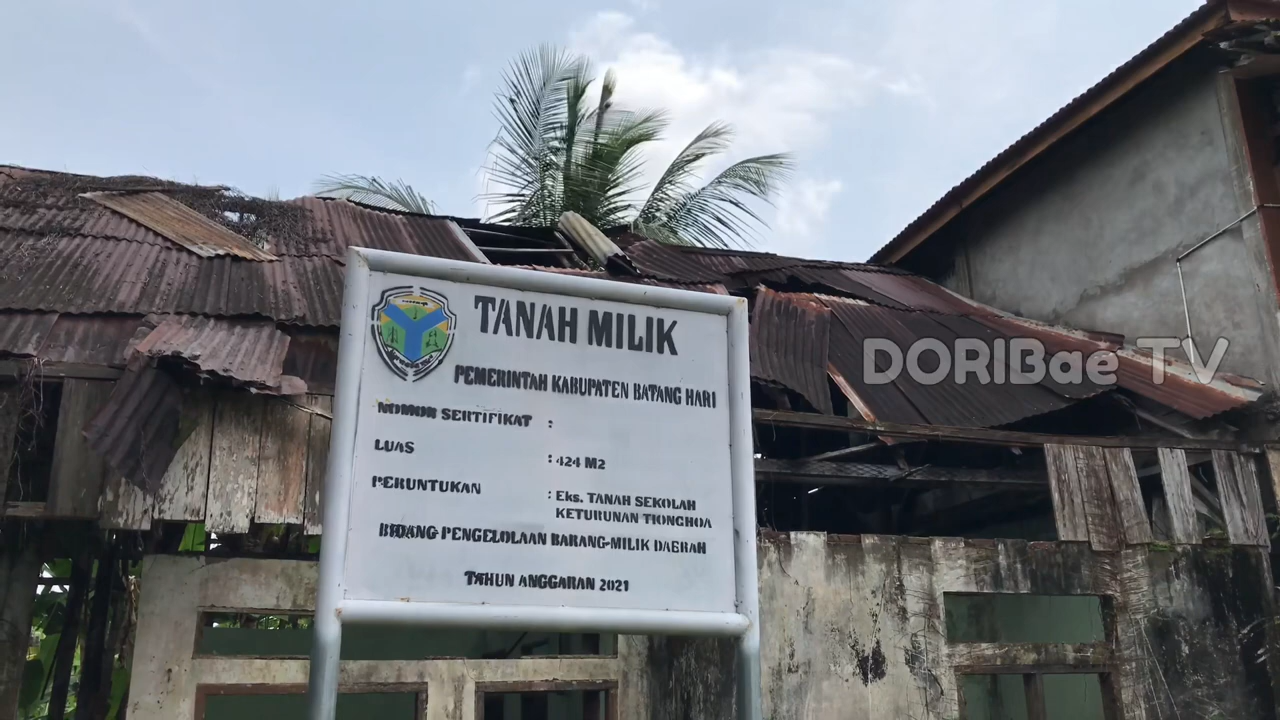 TANAH MILIK
PEMERINTAH KABUPATEN BATANG HARI
NOMOR SERTIFIKAT :
LUAS : 424 M2
PERUNTUKAN : Eks. TANAH SEKOLAH
KETURUNAN TIONGHOA
BIDANG PENGELOLAAN BARANG MILIK DAERAH
TAHUN ANGGARAN 2021
DORIBae TV